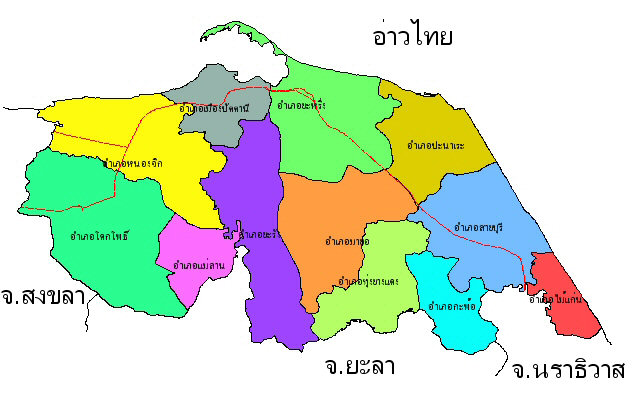 อ่าวไทย
อำเภอเมืองปัตตานี
อำเภอยะหริ่ง
อำเภอปะนาเระ
อำเภอหนองจิก
อำเภอโคกโพธิ์
อำเภอยะรัง
อำเภอสายบุรี
อำเภอมายอ
อำเภอแม่ลาน
อำเภอทุ่งยางแดง
จ.สงขลา
อำเภอกะพ้อ
อำเภอไม้แก่น
จ.ยะลา
จ.นราธิวาส